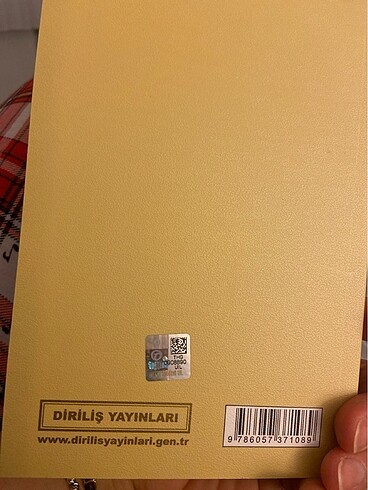 DİRİLİŞ YAYINLARI
www.dirilisyayinlari.gen.tr
9 786057 371089